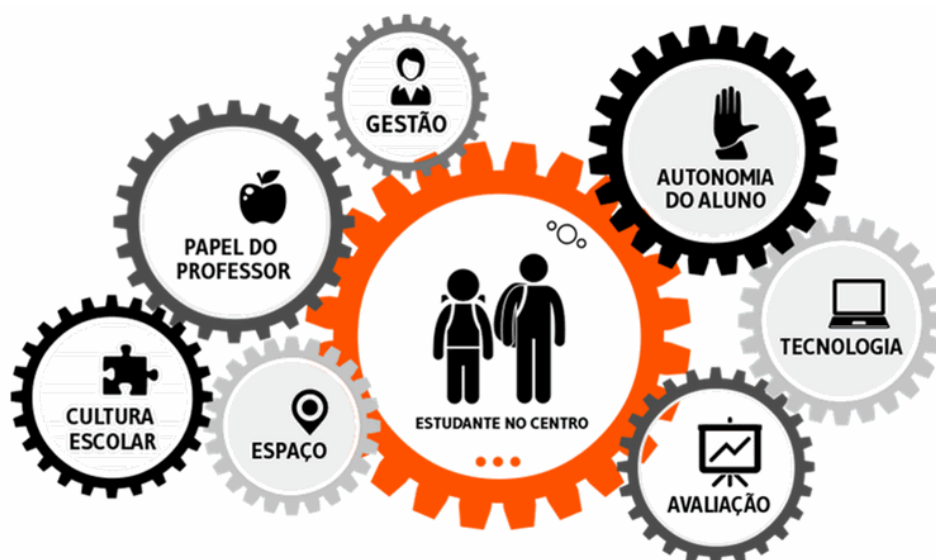 GESTÃO
AUTONOMIA
DO ALUNO
PAPEL DO
PROFESSOR
TECNOLOGIA
CULTURA
ESCOLAR
ESPAÇO
ESTUDANTE NO CENTRO
AVALIAÇÃO